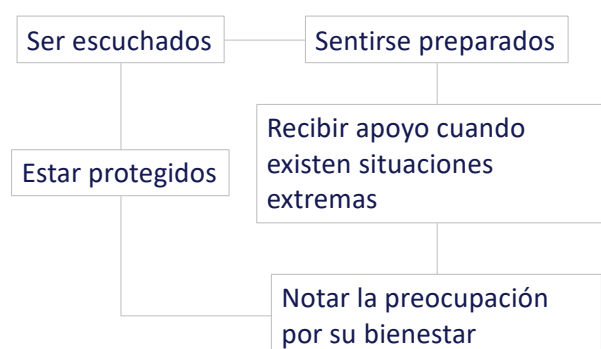 Ser escuchados
Sentirse preparados
Recibir apoyo cuando
existen situaciones
extremas
Estar protegidos
Notar la preocupación
por su bienestar